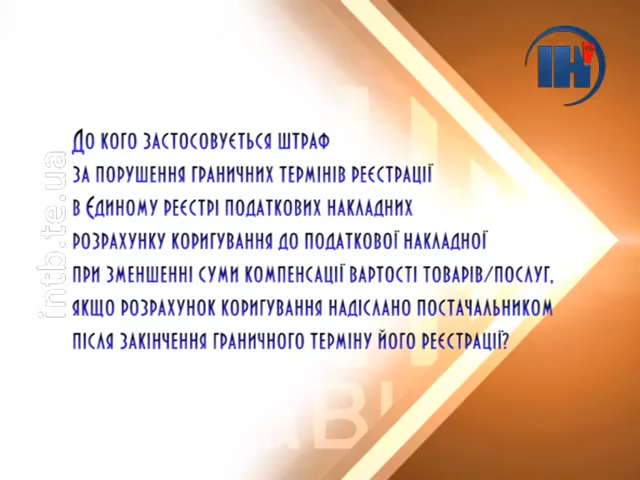 ІН
До кого застосовується штраф
за порушення граничних термінів реєстрації
в Єдиному реєстрі податкових накладних
розрахунку коригування до податкової накладної
при зменшенні суми компенсації вартості товарів/послуг,
якщо розрахунок коригування надіслано постачальником
після закінчення граничного терміну його реєстрації?
intb.te.ua